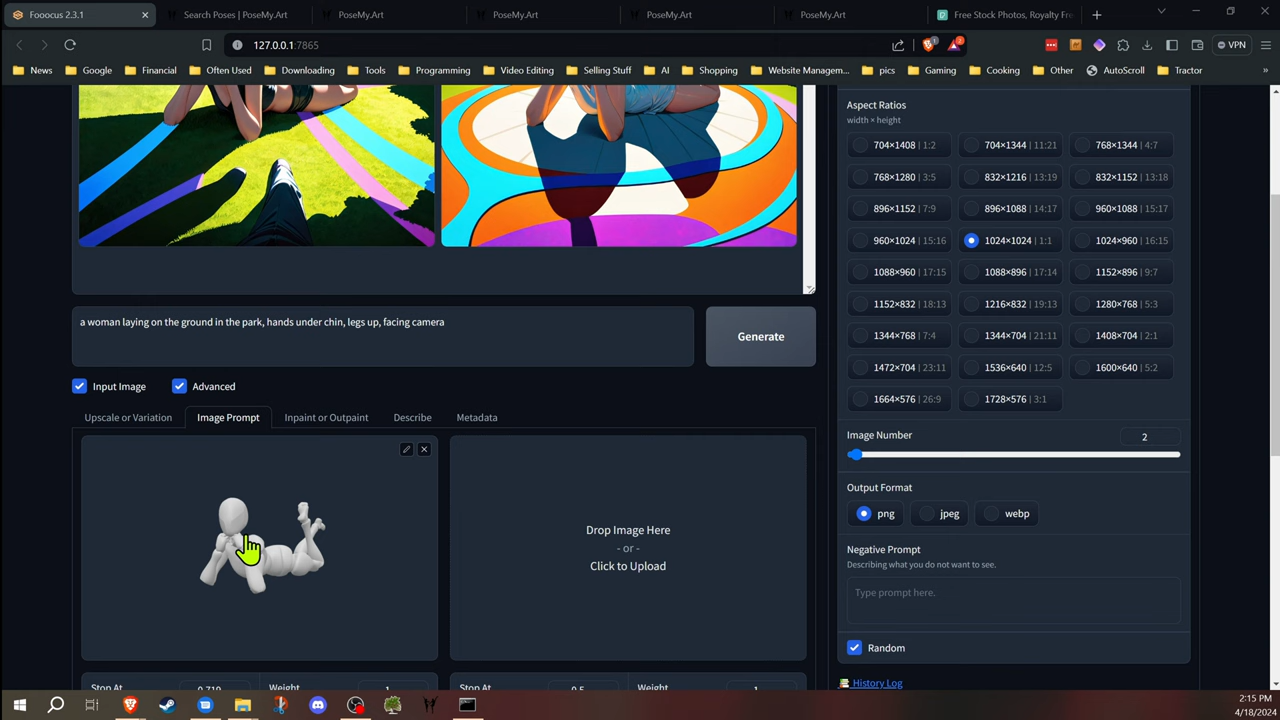 Fooocus 2.3.1
Search Poses | PoseMy.Art
PoseMy.Art
PoseMy.Art
PoseMy.Art
PoseMy.Art
Free Stock Photos, Royalty Fre
127.0.0.1:7865
VPN
News
Google
Financial
Often Used
Downloading
Tools
Programming
Video Editing
Selling Stuff
AI
Shopping
Website Managem...
pics
Gaming
Cooking
Other
AutoScroll
Tractor
Aspect Ratios
width × height
704×1408 | 1:2
704×1344 | 11:21
768×1344 | 4:7
768×1280 | 3:5
832×1216 | 13:19
832×1152 | 13:18
896×1152 | 7:9
896×1088 | 14:17
960×1088 | 15:17
960×1024 | 15:16
1024×1024 | 1:1
1024×960 | 16:15
1088×960 | 17:15
1088×896 | 17:14
1152×896 | 9:7
1152×832 | 18:13
1216×832 | 19:13
1280×768 | 5:3
1344×768 | 7:4
1344×704 | 21:11
1408×704 | 2:1
1472×704 | 23:11
1536×640 | 12:5
1600×640 | 5:2
1664×576 | 26:9
1728×576 | 3:1
a woman laying on the ground in the park, hands under chin, legs up, facing camera
Generate
Input Image
Advanced
Upscale or Variation
Image Prompt
Inpaint or Outpaint
Describe
Metadata
Drop Image Here
- or -
Click to Upload
Stop At
0.719
Weight
1
Stop At
0.5
Weight
1
Image Number
2
Output Format
png
jpeg
webp
Negative Prompt
Describing what you do not want to see.
Type prompt here.
Random
History Log
2:15 PM
4/18/2024